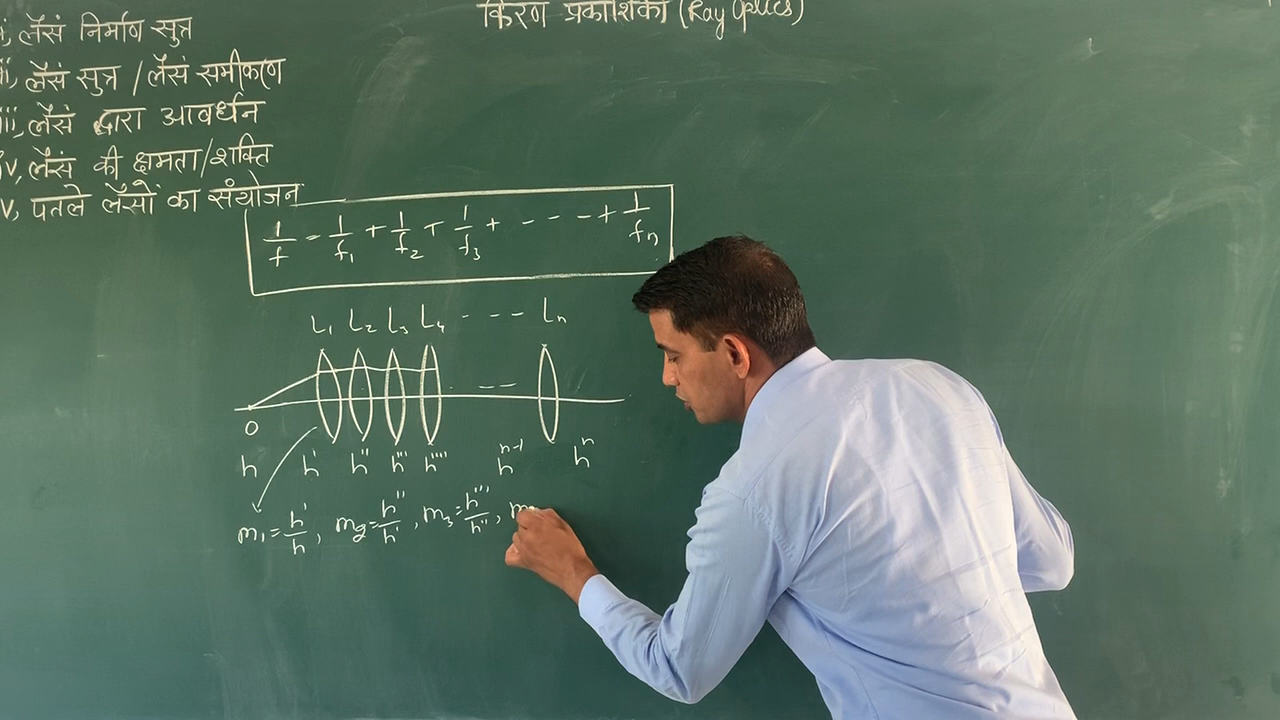 किरण प्रकाशिकी (Ray Optics)
i, लेंस निर्माण सुत्र
ii, लेंस सुत्र / लेंस समीकरण
iii, लेंस द्वारा आवर्धन
iv, लेंस की क्षमता/शक्ति
v, पतले लेंसों का संयोजन
1/f = 1/f₁ + 1/f₂ + 1/f₃ + - - - - + 1/fₙ
L₁ L₂ L₃ L₄ - - - Lₙ
O
h h' h'' h''' h'''' hⁿ⁻¹ hⁿ
m₁ = h'/h, m₂ = h''/h', m₃ = h'''/h'', m